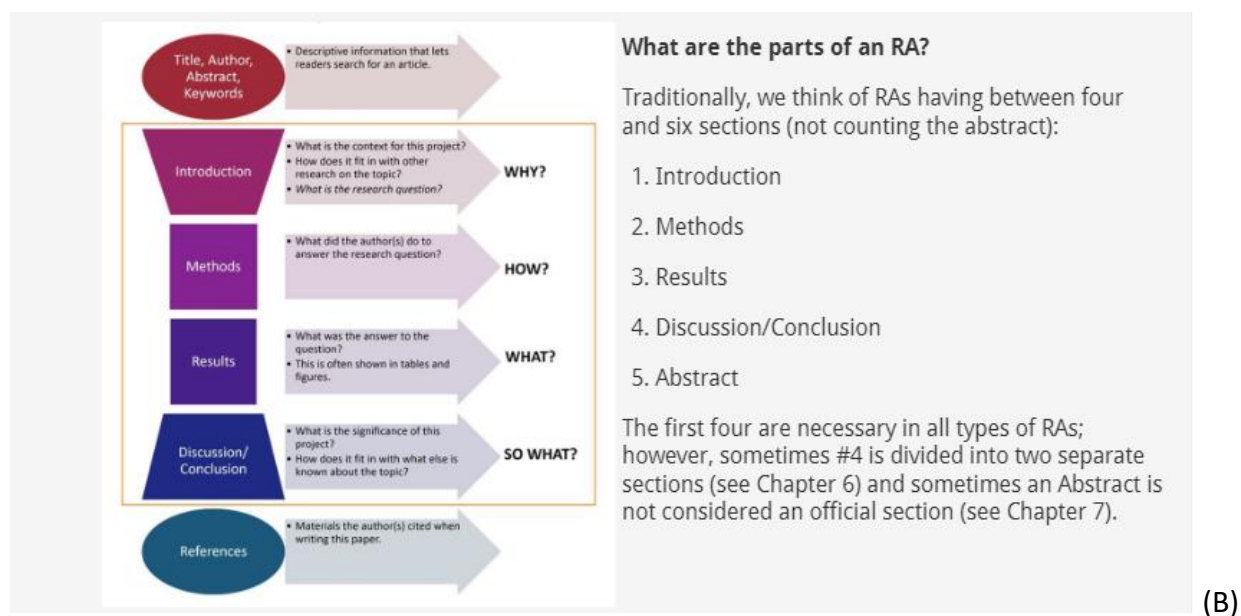 Title, Author,
Abstract,
Keywords
• Descriptive information that lets
readers search for an article.
Introduction
• What is the context for this project?
• How does it fit in with other
research on the topic?
• What is the research question?
WHY?
Methods
• What did the author(s) do to
answer the research question?
HOW?
Results
• What was the answer to the
question?
• This is often shown in tables and
figures.
WHAT?
Discussion/
Conclusion
• What is the significance of this
project?
• How does it fit in with what else is
known about the topic?
SO WHAT?
References
• Materials the author(s) cited when
writing this paper.
What are the parts of an RA?
Traditionally, we think of RAs having between four
and six sections (not counting the abstract):
1. Introduction
2. Methods
3. Results
4. Discussion/Conclusion
5. Abstract
The first four are necessary in all types of RAs;
however, sometimes #4 is divided into two separate
sections (see Chapter 6) and sometimes an Abstract is
not considered an official section (see Chapter 7).
(B)